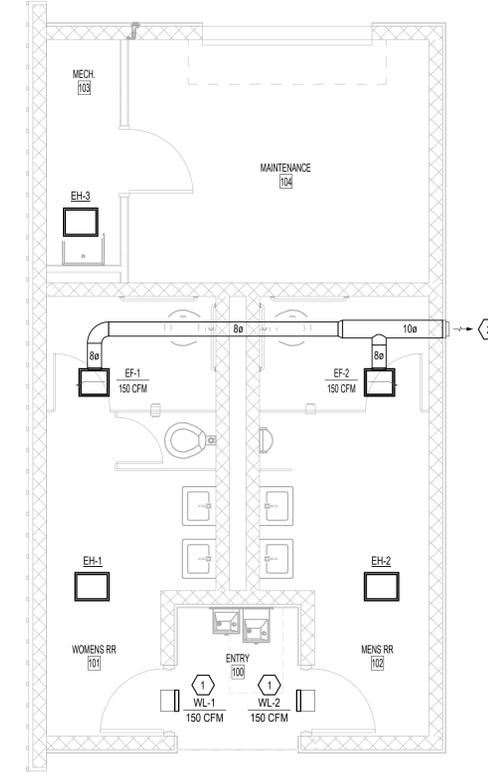 MECH.
103
MAINTENANCE
104
EH-3
8ø
10ø
8ø
8ø
EF-1
150 CFM
EF-2
150 CFM
EH-1
EH-2
WOMENS RR
101
ENTRY
100
MENS RR
102
1
1
WL-1
150 CFM
WL-2
150 CFM